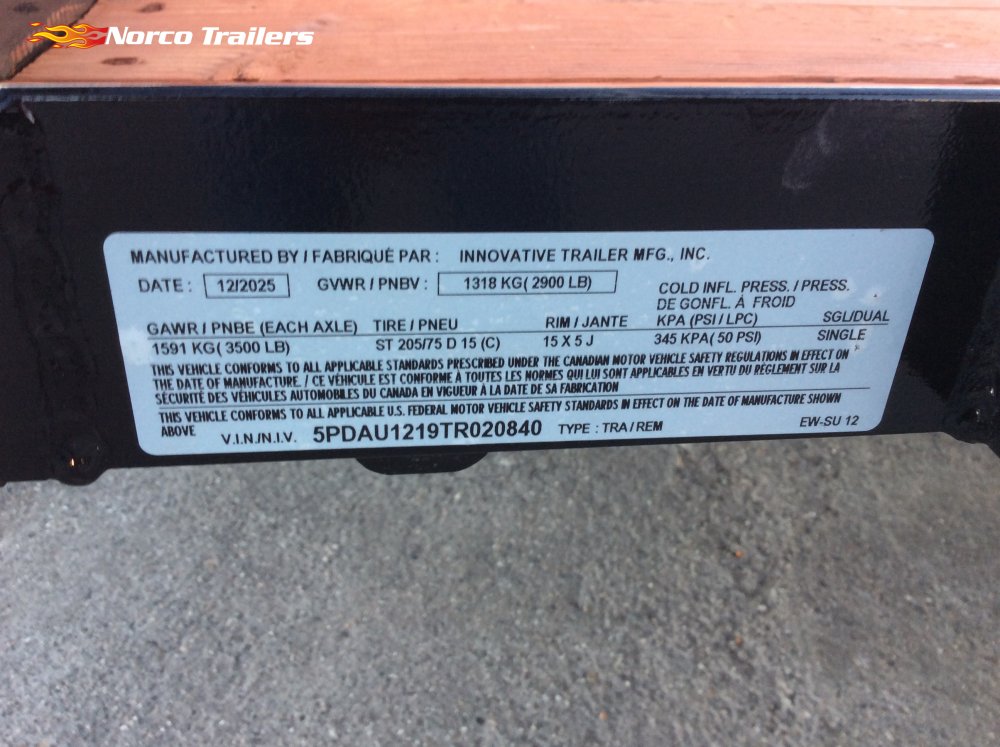 Norco Trailers
MANUFACTURED BY / FABRIQUÉ PAR : INNOVATIVE TRAILER MFG., INC.
DATE : 12/2025 GVWR / PNBV : 1318 KG( 2900 LB)
COLD INFL. PRESS. / PRESS.
DE GONFL. À FROID
GAWR / PNBE (EACH AXLE) TIRE / PNEU RIM / JANTE KPA (PSI / LPC) SGL/DUAL
1591 KG( 3500 LB) ST 205/75 D 15 (C) 15 X 5 J 345 KPA( 50 PSI) SINGLE
THIS VEHICLE CONFORMS TO ALL APPLICABLE STANDARDS PRESCRIBED UNDER THE CANADIAN MOTOR VEHICLE SAFETY REGULATIONS IN EFFECT ON
THE DATE OF MANUFACTURE. / CE VÉHICULE EST CONFORME À TOUTES LES NORMES QUI LUI SONT APPLICABLES EN VERTU DU RÈGLEMENT SUR LA
SÉCURITÉ DES VÉHICULES AUTOMOBILES DU CANADA EN VIGUEUR À LA DATE DE SA FABRICATION
THIS VEHICLE CONFORMS TO ALL APPLICABLE U.S. FEDERAL MOTOR VEHICLE SAFETY STANDARDS IN EFFECT ON THE DATE OF MANUFACTURE SHOWN
ABOVE V.I.N./N.I.V. 5PDAU1219TR020840 TYPE : TRA / REM EW-SU 12